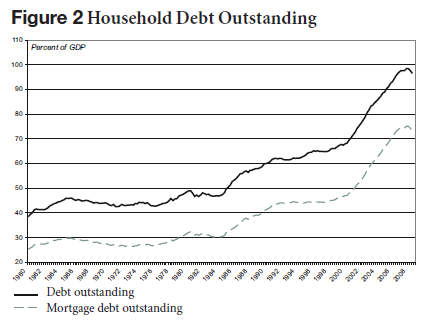 Figure 2 Household Debt Outstanding
110
Percent of GDP
100
90
80
70
60
50
40
30
20
1960 1962 1964 1966 1968 1970 1972 1974 1976 1978 1980 1982 1984 1986 1988 1990 1992 1994 1996 1998 2000 2002 2004 2006 2008
Debt outstanding
Mortgage debt outstanding